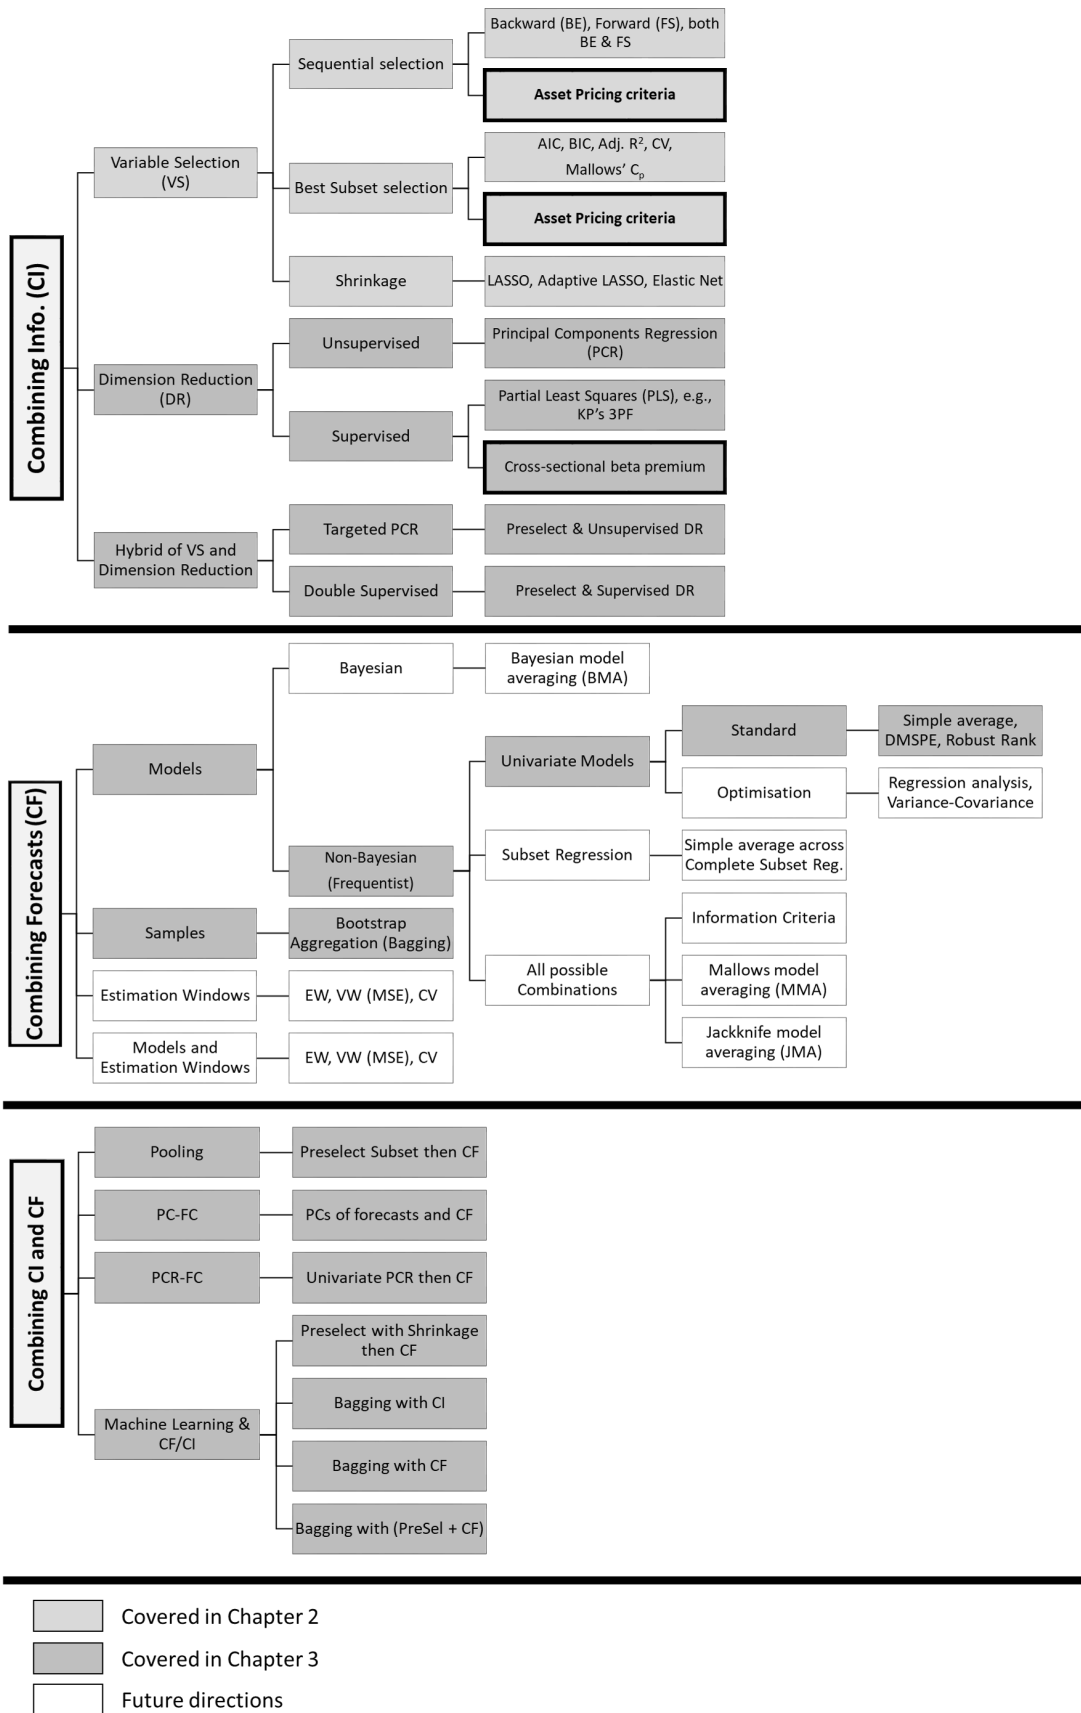 Combining Info. (CI)
Variable Selection
(VS)
Sequential selection
Backward (BE), Forward (FS), both
BE & FS
Asset Pricing criteria
Best Subset selection
AIC, BIC, Adj. R², CV,
Mallows' Cₚ
Asset Pricing criteria
Shrinkage
LASSO, Adaptive LASSO, Elastic Net
Dimension Reduction
(DR)
Unsupervised
Principal Components Regression
(PCR)
Supervised
Partial Least Squares (PLS), e.g.,
KP's 3PF
Cross-sectional beta premium
Hybrid of VS and
Dimension Reduction
Targeted PCR
Preselect & Unsupervised DR
Double Supervised
Preselect & Supervised DR
Combining Forecasts (CF)
Models
Bayesian
Bayesian model
averaging (BMA)
Non-Bayesian
(Frequentist)
Univariate Models
Standard
Simple average,
DMSPE, Robust Rank
Optimisation
Regression analysis,
Variance-Covariance
Subset Regression
Simple average across
Complete Subset Reg.
All possible
Combinations
Information Criteria
Mallows model
averaging (MMA)
Jackknife model
averaging (JMA)
Samples
Bootstrap
Aggregation (Bagging)
Estimation Windows
EW, VW (MSE), CV
Models and
Estimation Windows
EW, VW (MSE), CV
Combining CI and CF
Pooling
Preselect Subset then CF
PC-FC
PCs of forecasts and CF
PCR-FC
Univariate PCR then CF
Machine Learning &
CF/CI
Preselect with Shrinkage
then CF
Bagging with CI
Bagging with CF
Bagging with (PreSel + CF)
Covered in Chapter 2
Covered in Chapter 3
Future directions